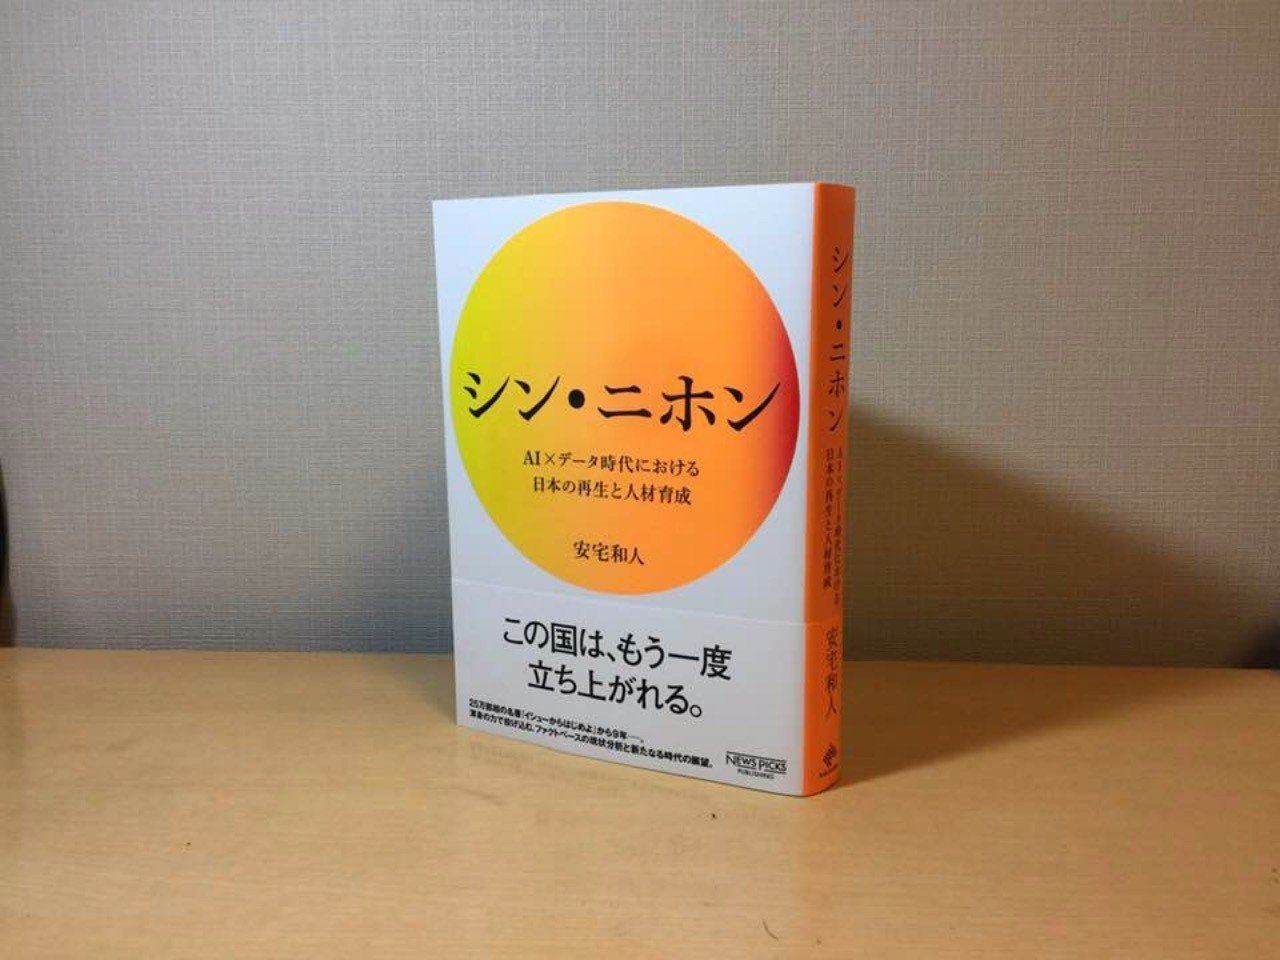 シン・ニホン
AI×データ時代における
日本の再生と人材育成
安宅和人
この国は、もう一度
立ち上がれる。
25万部超の名著『イシューからはじめよ』から9年――。
渾身の力で投げ込む、ファクトベースの現状分析と新たなる時代の展望。
NEWS PICKS
PUBLISHING
シン・ニホン
AI×データ時代における
日本の再生と人材育成
安宅和人